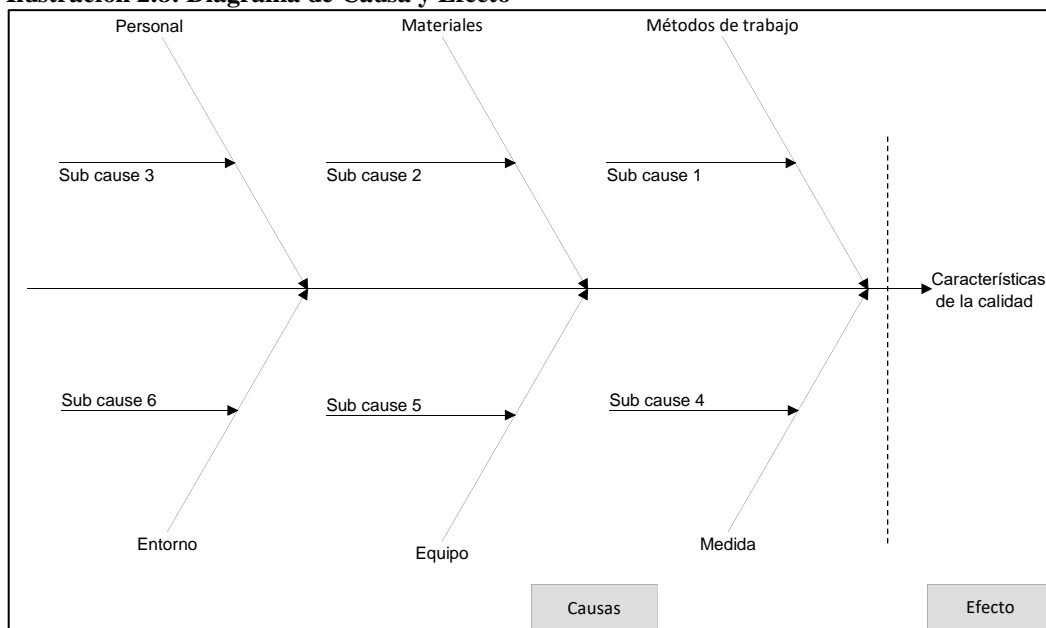 Ilustración 2.8: Diagrama de Causa y Efecto
Personal
Materiales
Métodos de trabajo
Sub cause 3
Sub cause 2
Sub cause 1
Características
de la calidad
Sub cause 6
Sub cause 5
Sub cause 4
Entorno
Equipo
Medida
Causas
Efecto